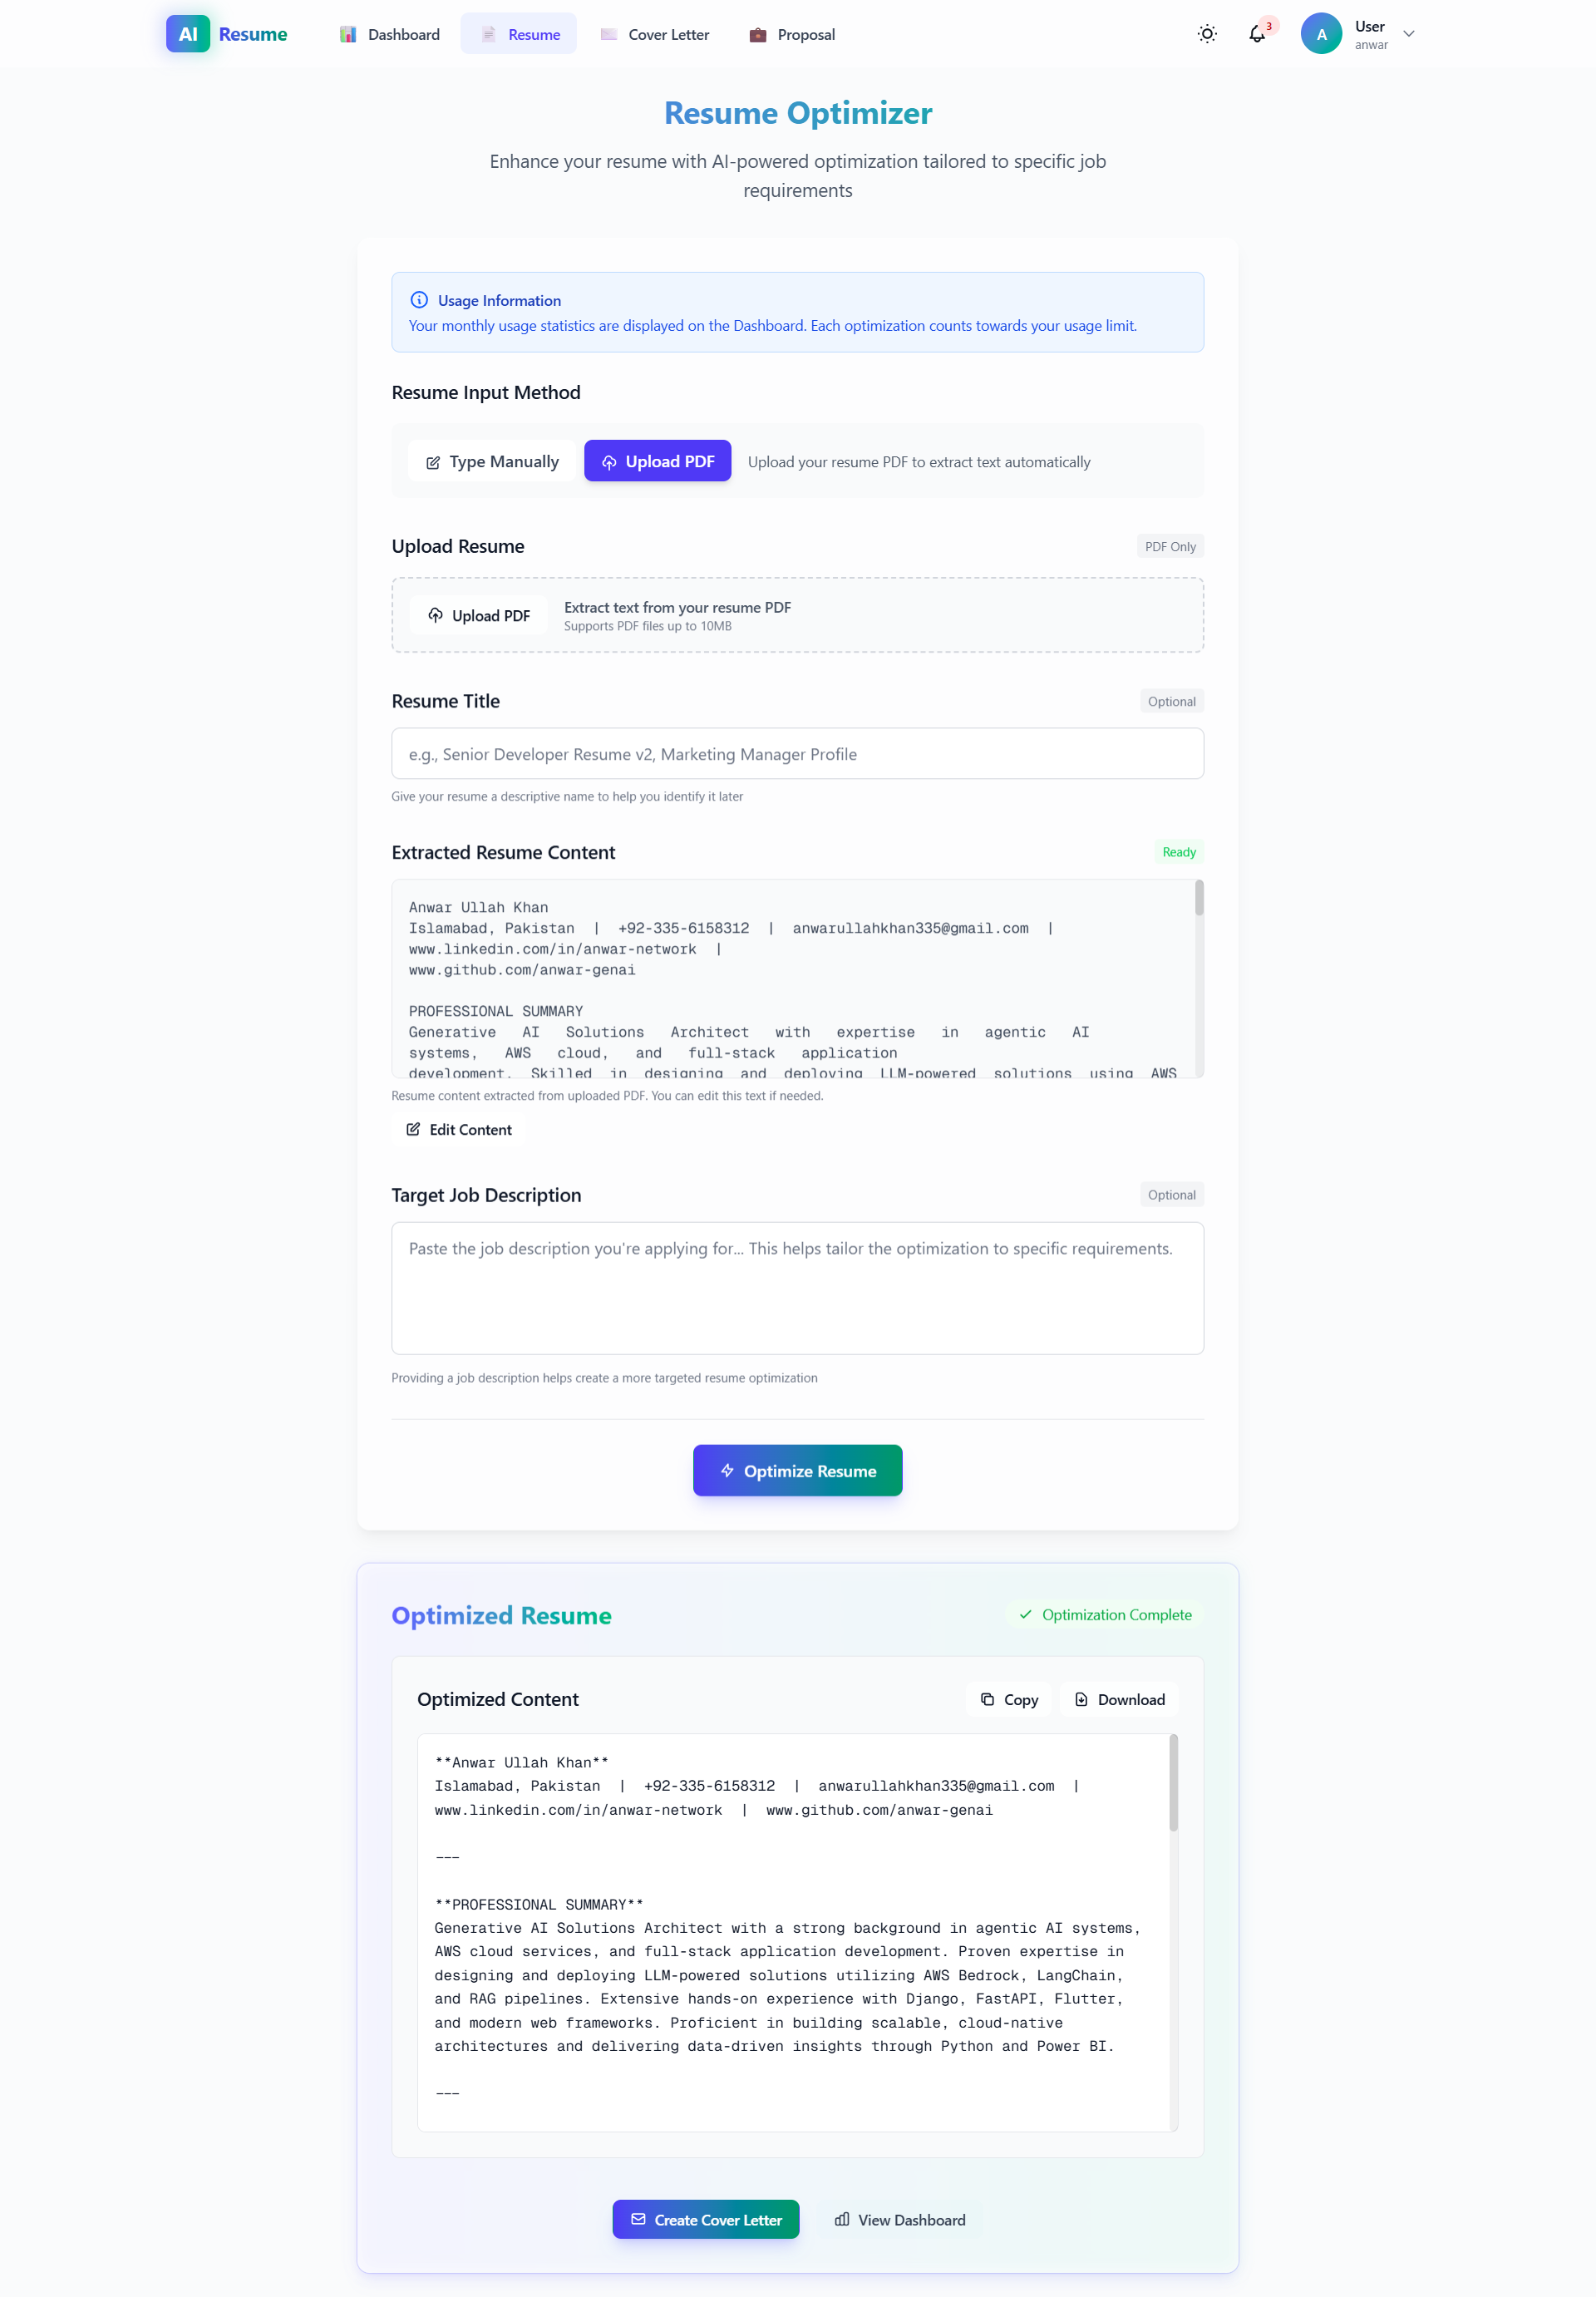 AI Resume
Dashboard
Resume
Cover Letter
Proposal
3
A
User
anwar
Resume Optimizer
Enhance your resume with AI-powered optimization tailored to specific job
requirements
Usage Information
Your monthly usage statistics are displayed on the Dashboard. Each optimization counts towards your usage limit.
Resume Input Method
Type Manually
Upload PDF
Upload your resume PDF to extract text automatically
Upload Resume
PDF Only
Upload PDF
Extract text from your resume PDF
Supports PDF files up to 10MB
Resume Title
Optional
e.g., Senior Developer Resume v2, Marketing Manager Profile
Give your resume a descriptive name to help you identify it later
Extracted Resume Content
Ready
Anwar Ullah Khan
Islamabad, Pakistan | +92-335-6158312 | anwarullahkhan335@gmail.com |
www.linkedin.com/in/anwar-network |
www.github.com/anwar-genai
PROFESSIONAL SUMMARY
Generative AI Solutions Architect with expertise in agentic AI
systems, AWS cloud, and full-stack application
development. Skilled in designing and deploying LLM-powered solutions using AWS
Resume content extracted from uploaded PDF. You can edit this text if needed.
Edit Content
Target Job Description
Optional
Paste the job description you're applying for... This helps tailor the optimization to specific requirements.
Providing a job description helps create a more targeted resume optimization
Optimize Resume
Optimized Resume
Optimization Complete
Optimized Content
Copy
Download
**Anwar Ullah Khan**
Islamabad, Pakistan | +92-335-6158312 | anwarullahkhan335@gmail.com |
www.linkedin.com/in/anwar-network | www.github.com/anwar-genai
---
**PROFESSIONAL SUMMARY**
Generative AI Solutions Architect with a strong background in agentic AI systems,
AWS cloud services, and full-stack application development. Proven expertise in
designing and deploying LLM-powered solutions utilizing AWS Bedrock, LangChain,
and RAG pipelines. Extensive hands-on experience with Django, FastAPI, Flutter,
and modern web frameworks. Proficient in building scalable, cloud-native
architectures and delivering data-driven insights through Python and Power BI.
---
Create Cover Letter
View Dashboard